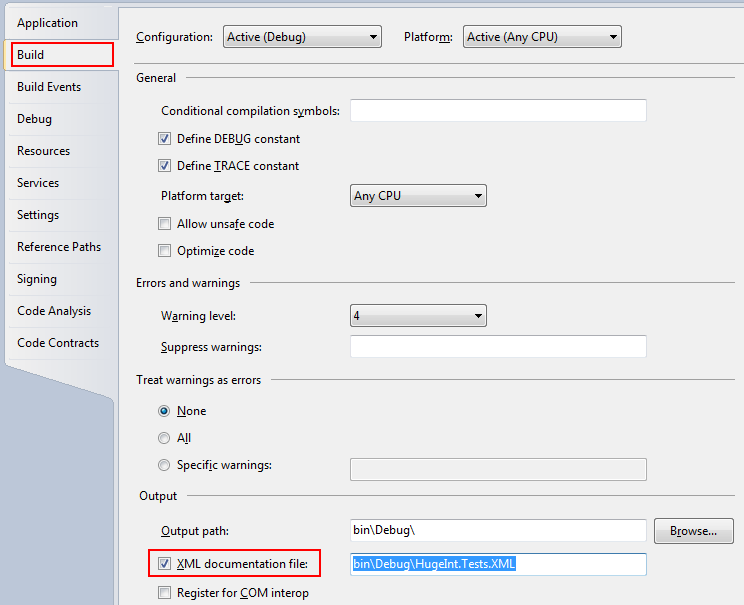 Application
Build
Build Events
Debug
Resources
Services
Settings
Reference Paths
Signing
Code Analysis
Code Contracts
Configuration: Active (Debug) Platform: Active (Any CPU)
General
Conditional compilation symbols:
Define DEBUG constant
Define TRACE constant
Platform target: Any CPU
Allow unsafe code
Optimize code
Errors and warnings
Warning level: 4
Suppress warnings:
Treat warnings as errors
None
All
Specific warnings:
Output
Output path: bin\Debug\ Browse...
XML documentation file: bin\Debug\HugeInt.Tests.XML
Register for COM interop